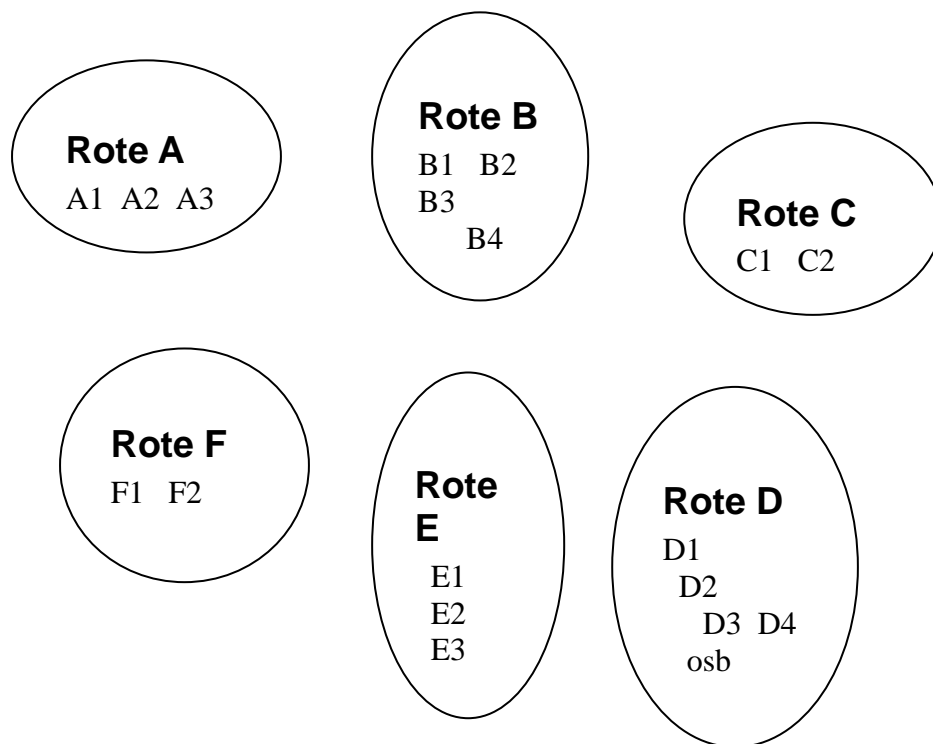 Rote A
A1 A2 A3
Rote B
B1 B2
B3
B4
Rote C
C1 C2
Rote F
F1 F2
Rote
E
E1
E2
E3
Rote D
D1
D2
D3 D4
osb